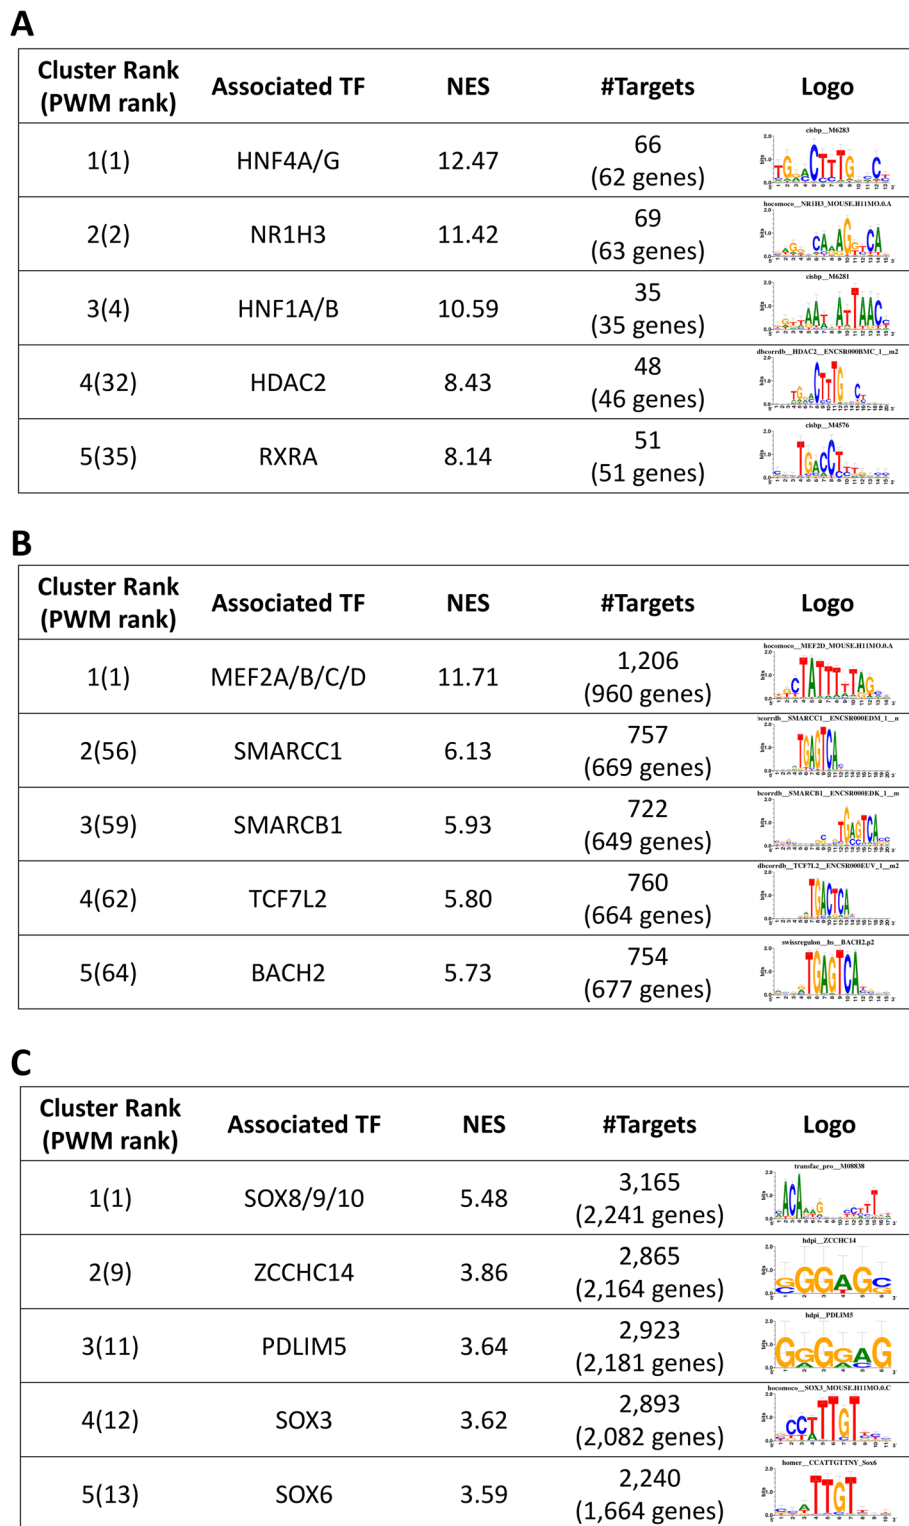 A
Cluster Rank (PWM rank) Associated TF NES #Targets Logo
1(1) HNF4A/G 12.47 66 (62 genes) cisbp__M6283
2(2) NR1H3 11.42 69 (63 genes) hocomoco__NR1H3_MOUSE.H11MO.0.A
3(4) HNF1A/B 10.59 35 (35 genes) cisbp__M6281
4(32) HDAC2 8.43 48 (46 genes) dbcorrdb__HDAC2__ENCSR000BMC_1__m2
5(35) RXRA 8.14 51 (51 genes) cisbp__M4576
B
Cluster Rank (PWM rank) Associated TF NES #Targets Logo
1(1) MEF2A/B/C/D 11.71 1,206 (960 genes) hocomoco__MEF2D_MOUSE.H11MO.0.A
2(56) SMARCC1 6.13 757 (669 genes) bcorrdb__SMARCC1__ENCSR000EDM_1__n
3(59) SMARCB1 5.93 722 (649 genes) bcorrdb__SMARCB1__ENCSR000EDK_1__m
4(62) TCF7L2 5.80 760 (664 genes) dbcorrdb__TCF7L2__ENCSR000EUV_1__m2
5(64) BACH2 5.73 754 (677 genes) swissregulon__hs__BACH2.p2
C
Cluster Rank (PWM rank) Associated TF NES #Targets Logo
1(1) SOX8/9/10 5.48 3,165 (2,241 genes) transfac_pro__M08838
2(9) ZCCHC14 3.86 2,865 (2,164 genes) hdpi__ZCCHC14
3(11) PDLIM5 3.64 2,923 (2,181 genes) hdpi__PDLIM5
4(12) SOX3 3.62 2,893 (2,082 genes) hocomoco__SOX3_MOUSE.H11MO.0.C
5(13) SOX6 3.59 2,240 (1,664 genes) homer__CCATTGTTNY_Sox6